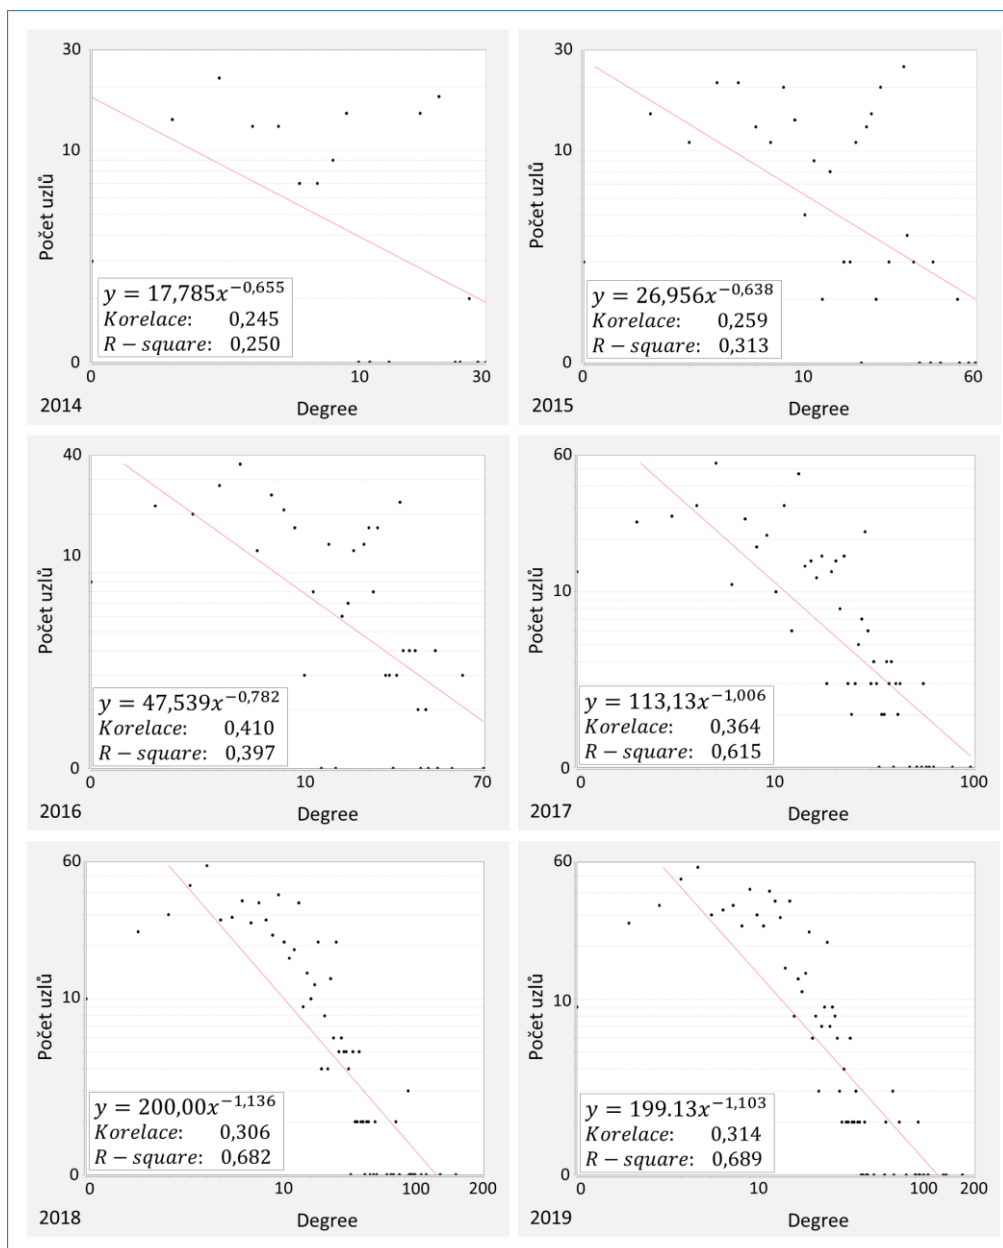 30
10
0
Počet uzlů
y = 17,785x^−0,655
Korelace: 0,245
R − square: 0,250
0 10 30
Degree
2014
30
10
0
Počet uzlů
y = 26,956x^−0,638
Korelace: 0,259
R − square: 0,313
0 10 60
Degree
2015
40
10
0
Počet uzlů
y = 47,539x^−0,782
Korelace: 0,410
R − square: 0,397
0 10 70
Degree
2016
60
10
0
Počet uzlů
y = 113,13x^−1,006
Korelace: 0,364
R − square: 0,615
0 10 100
Degree
2017
60
10
0
Počet uzlů
y = 200,00x^−1,136
Korelace: 0,306
R − square: 0,682
0 10 100 200
Degree
2018
60
10
0
Počet uzlů
y = 199.13x^−1,103
Korelace: 0,314
R − square: 0,689
0 10 100 200
Degree
2019